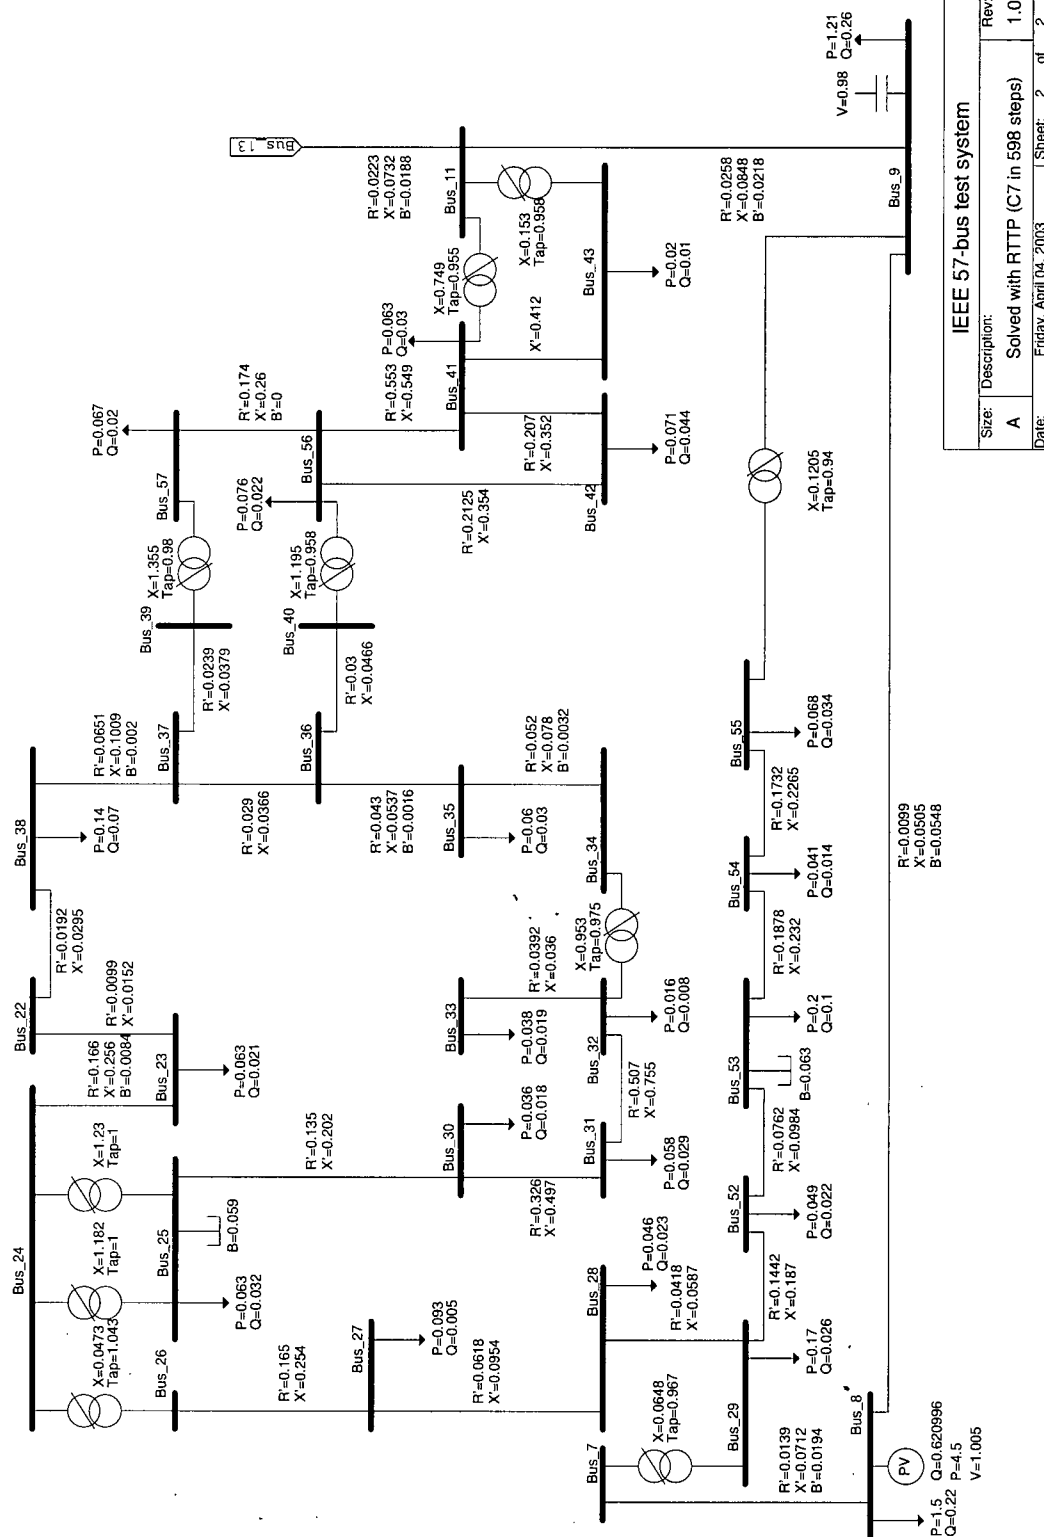 Bus_13
P=1.21
Q=0.26
V=0.98
R'=0.0223
X'=0.0732
B'=0.0188
Bus_11
X=0.153
Tap=0.958
X=0.749
Tap=0.955
Bus_43
P=0.02
Q=0.01
R'=0.0258
X'=0.0848
B'=0.0218
Bus_9
P=0.063
Q=0.03
X'=0.412
Bus_41
P=0.067
Q=0.02
R'=0.174
X'=0.26
B'=0
R'=0.553
X'=0.549
R'=0.207
X'=0.352
P=0.071
Q=0.044
Bus_57
Bus_56
P=0.076
Q=0.022
R'=0.2125
X'=0.354
Bus_42
X=0.1205
Tap=0.94
X=1.355
Tap=0.98
X=1.195
Tap=0.958
Bus_39
Bus_40
R'=0.0239
X'=0.0379
R'=0.03
X'=0.0466
R'=0.0651
X'=0.1009
B'=0.002
Bus_37
Bus_36
R'=0.052
X'=0.078
B'=0.0032
Bus_55
P=0.068
Q=0.034
R'=0.029
X'=0.0366
R'=0.043
X'=0.0537
B'=0.0016
Bus_35
R'=0.1732
X'=0.2265
Bus_38
P=0.14
Q=0.07
P=0.06
Q=0.03
Bus_34
Bus_54
P=0.041
Q=0.014
R'=0.0099
X'=0.0505
B'=0.0548
R'=0.0192
X'=0.0295
X=0.953
Tap=0.975
R'=0.0392
X'=0.036
R'=0.1878
X'=0.232
Bus_22
R'=0.0099
X'=0.0152
Bus_33
P=0.038
Q=0.019
P=0.016
Q=0.008
Bus_32
Bus_53
P=0.2
Q=0.1
B=0.063
R'=0.166
X'=0.256
B'=0.0084
Bus_23
P=0.063
Q=0.021
R'=0.507
X'=0.755
R'=0.0762
X'=0.0984
R'=0.135
X'=0.202
Bus_30
P=0.036
Q=0.018
Bus_31
P=0.058
Q=0.029
X=1.23
Tap=1
R'=0.326
X'=0.497
Bus_52
P=0.049
Q=0.022
Bus_24
X=1.182
Tap=1
Bus_25
B=0.059
P=0.063
Q=0.032
P=0.046
Q=0.023
Bus_28
R'=0.0418
X'=0.0587
R'=0.1442
X'=0.187
X=0.0473
Tap=1.043
Bus_26
R'=0.165
X'=0.254
Bus_27
P=0.093
Q=0.005
R'=0.0618
X'=0.0954
P=0.17
Q=0.026
X=0.0648
Tap=0.967
Bus_29
Bus_7
R'=0.0139
X'=0.0712
B'=0.0194
Bus_8
PV
Q=0.620996
P=4.5
V=1.005
P=1.5
Q=0.22
IEEE 57-bus test system
Size:
Description:
Rev:
A
Solved with RTTP (C7 in 598 steps)
1.0
Date:
Friday, April 04, 2003
Sheet: 2 of 2